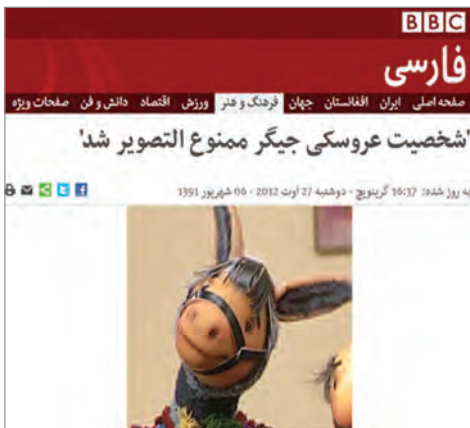 BBC
فارسی
صفحه اصلی ایران افغانستان جهان فرهنگ و هنر ورزش اقتصاد دانش و فن صفحات ویژه
'شخصیت عروسکی جیگر ممنوع التصویر شد'
به روز شده: 16:37 گرینویچ - دوشنبه 27 اوت 2012 - 06 شهریور 1391